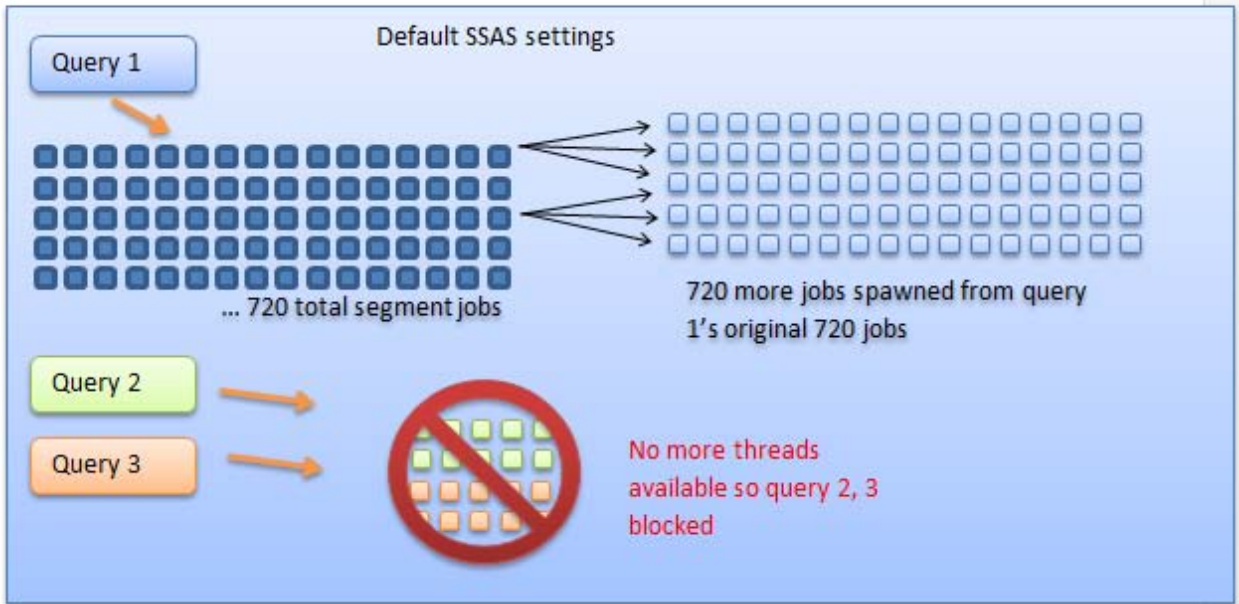 Default SSAS settings
Query 1
... 720 total segment jobs
720 more jobs spawned from query
1's original 720 jobs
Query 2
Query 3
No more threads
available so query 2, 3
blocked